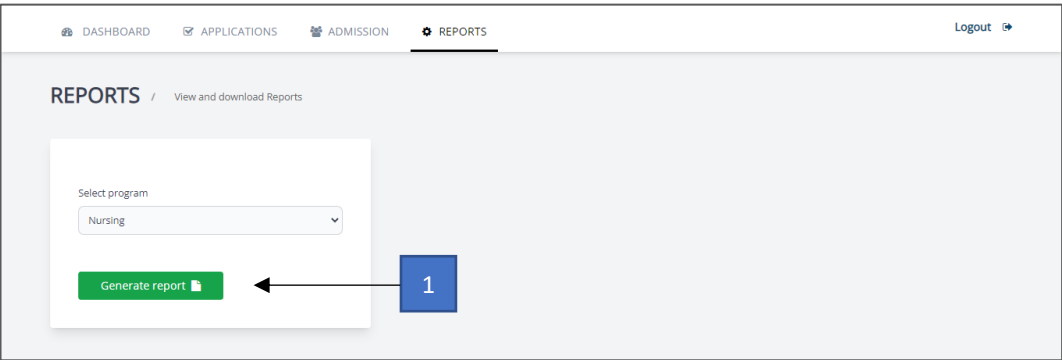 DASHBOARD APPLICATIONS ADMISSION REPORTS Logout
REPORTS / View and download Reports
Select program
Nursing
Generate report
1